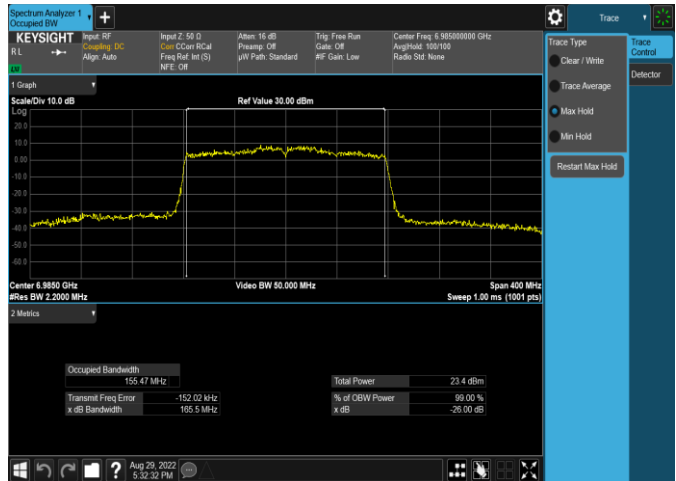 Spectrum Analyzer 1
Occupied BW
KEYSIGHT
R L
Input: RF
Coupling: DC
Align: Auto
Input Z: 50 Ω
Corr CCorr RCal
Freq Ref: Int (S)
NFE: Off
Atten: 16 dB
Preamp: Off
µW Path: Standard
Trig: Free Run
Gate: Off
#IF Gain: Low
Center Freq: 6.985000000 GHz
Avg|Hold: 100/100
Radio Std: None
1 Graph
Scale/Div 10.0 dB
Ref Value 30.00 dBm
Log
20.0
10.0
0.00
-10.0
-20.0
-30.0
-40.0
-50.0
-60.0
Center 6.9850 GHz
Video BW 50.000 MHz
Span 400 MHz
#Res BW 2.2000 MHz
Sweep 1.00 ms (1001 pts)
2 Metrics
Occupied Bandwidth
155.47 MHz
Total Power
23.4 dBm
Transmit Freq Error
-152.02 kHz
% of OBW Power
99.00 %
x dB Bandwidth
165.5 MHz
x dB
-26.00 dB
Aug 29, 2022
5:32:32 PM
Trace
Trace Type
Clear / Write
Trace Average
Max Hold
Min Hold
Restart Max Hold
Trace
Control
Detector